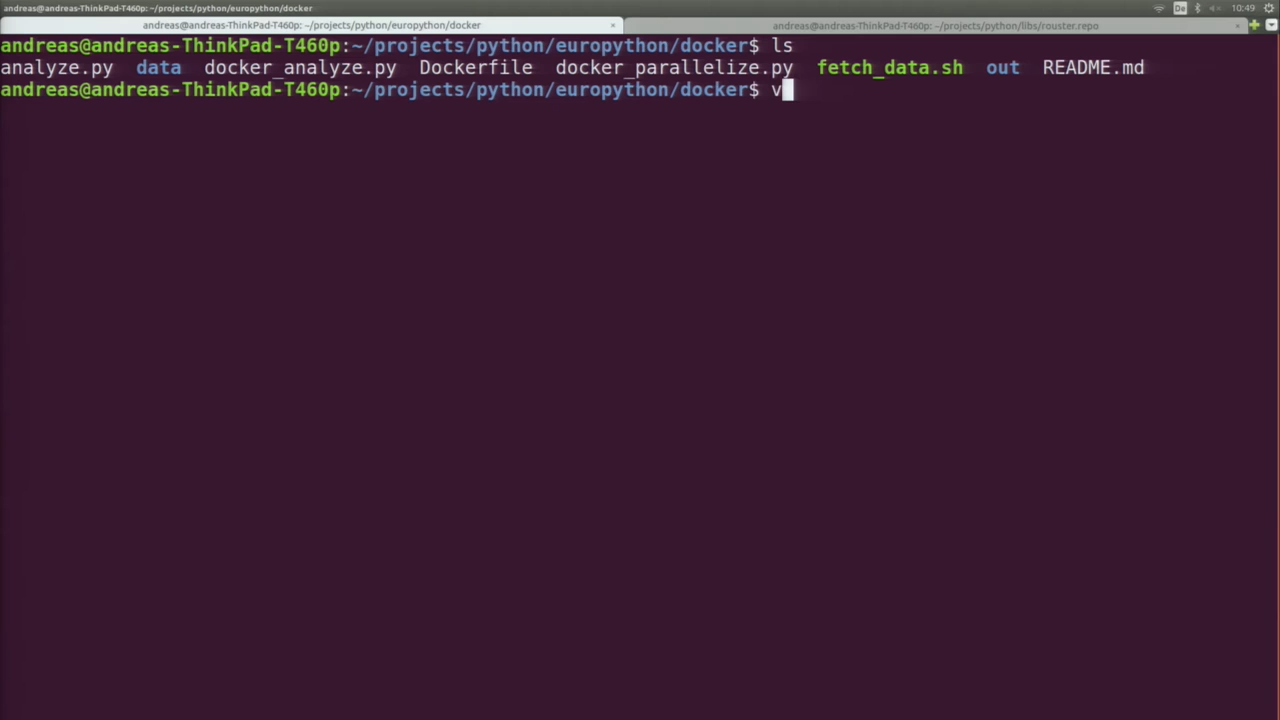 andreas@andreas-ThinkPad-T460p: ~/projects/python/europython/docker
De
10:49
andreas@andreas-ThinkPad-T460p: ~/projects/python/europython/docker
×
andreas@andreas-ThinkPad-T460p: ~/projects/python/libs/rouster.repo
×
andreas@andreas-ThinkPad-T460p:~/projects/python/europython/docker$ ls
analyze.py data docker_analyze.py Dockerfile docker_parallelize.py fetch_data.sh out README.md
andreas@andreas-ThinkPad-T460p:~/projects/python/europython/docker$ v